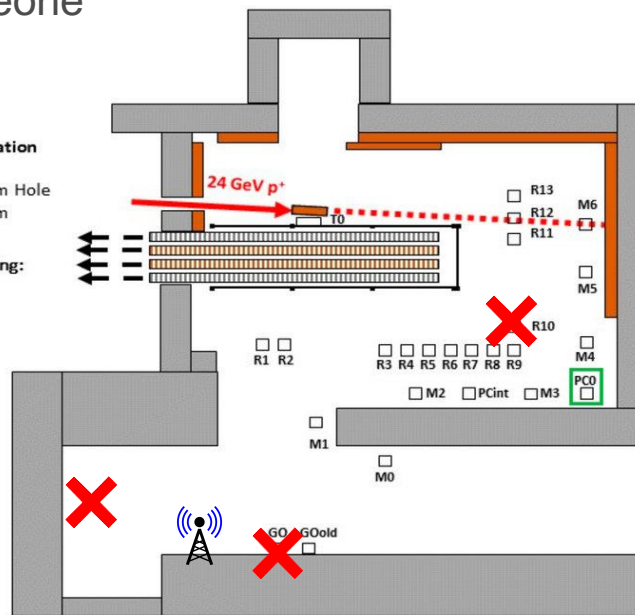 eone
ation
m Hole
m
ng:
24 GeV p⁺
T0
R13
R12
R11
M6
M5
R10
R1 R2
R3 R4 R5 R6 R7 R8 R9
M4
PC0
M2 PCint M3
M1
M0
GO GOold